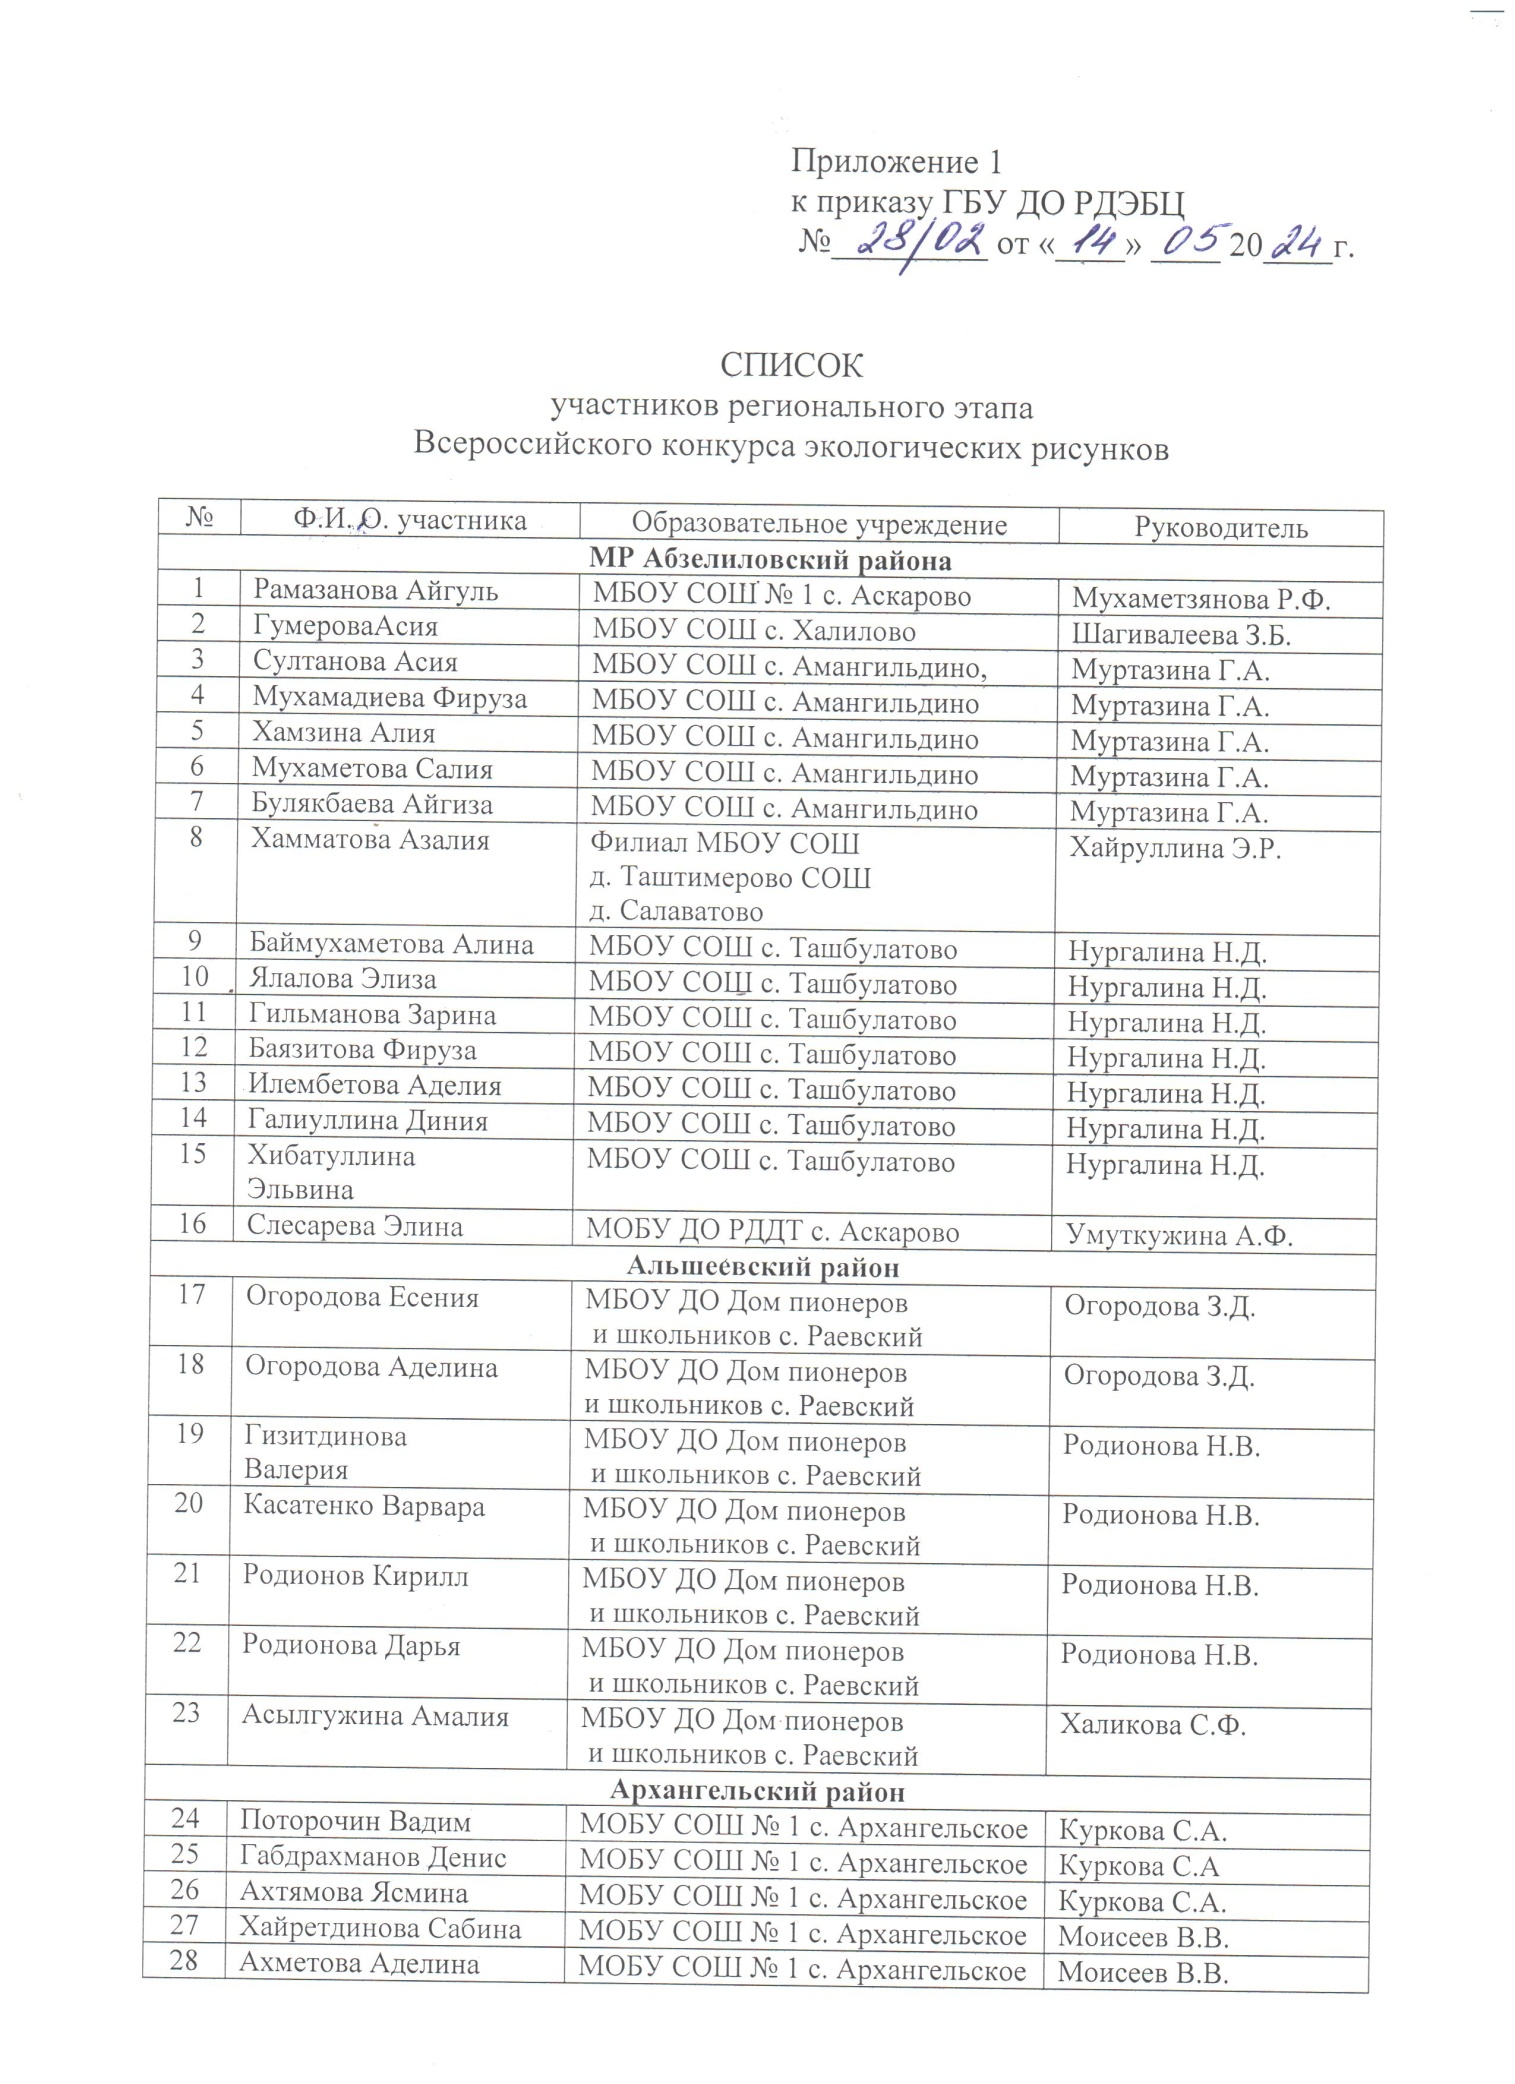 Приложение 1
к приказу ГБУ ДО РДЭБЦ
№ 28/02 от «14» 05 2024г.
СПИСОК
участников регионального этапа
Всероссийского конкурса экологических рисунков
№ Ф.И. О. участника Образовательное учреждение Руководитель
МР Абзелиловский района
1 Рамазанова Айгуль МБОУ СОШ № 1 с. Аскарово Мухаметзянова Р.Ф.
2 ГумероваАсия МБОУ СОШ с. Халилово Шагивалеева З.Б.
3 Султанова Асия МБОУ СОШ с. Амангильдино, Муртазина Г.А.
4 Мухамадиева Фируза МБОУ СОШ с. Амангильдино Муртазина Г.А.
5 Хамзина Алия МБОУ СОШ с. Амангильдино Муртазина Г.А.
6 Мухаметова Салия МБОУ СОШ с. Амангильдино Муртазина Г.А.
7 Булякбаева Айгиза МБОУ СОШ с. Амангильдино Муртазина Г.А.
8 Хамматова Азалия Филиал МБОУ СОШ Хайруллина Э.Р.
д. Таштимерово СОШ
д. Салаватово
9 Баймухаметова Алина МБОУ СОШ с. Ташбулатово Нургалина Н.Д.
10 Ялалова Элиза МБОУ СОШ с. Ташбулатово Нургалина Н.Д.
11 Гильманова Зарина МБОУ СОШ с. Ташбулатово Нургалина Н.Д.
12 Баязитова Фируза МБОУ СОШ с. Ташбулатово Нургалина Н.Д.
13 Илембетова Аделия МБОУ СОШ с. Ташбулатово Нургалина Н.Д.
14 Галиуллина Диния МБОУ СОШ с. Ташбулатово Нургалина Н.Д.
15 Хибатуллина МБОУ СОШ с. Ташбулатово Нургалина Н.Д.
Эльвина
16 Слесарева Элина МОБУ ДО РДДТ с. Аскарово Умуткужина А.Ф.
Альшеевский район
17 Огородова Есения МБОУ ДО Дом пионеров Огородова З.Д.
и школьников с. Раевский
18 Огородова Аделина МБОУ ДО Дом пионеров Огородова З.Д.
и школьников с. Раевский
19 Гизитдинова МБОУ ДО Дом пионеров Родионова Н.В.
Валерия и школьников с. Раевский
20 Касатенко Варвара МБОУ ДО Дом пионеров Родионова Н.В.
и школьников с. Раевский
21 Родионов Кирилл МБОУ ДО Дом пионеров Родионова Н.В.
и школьников с. Раевский
22 Родионова Дарья МБОУ ДО Дом пионеров Родионова Н.В.
и школьников с. Раевский
23 Асылгужина Амалия МБОУ ДО Дом пионеров Халикова С.Ф.
и школьников с. Раевский
Архангельский район
24 Поторочин Вадим МОБУ СОШ № 1 с. Архангельское Куркова С.А.
25 Габдрахманов Денис МОБУ СОШ № 1 с. Архангельское Куркова С.А
26 Ахтямова Ясмина МОБУ СОШ № 1 с. Архангельское Куркова С.А.
27 Хайретдинова Сабина МОБУ СОШ № 1 с. Архангельское Моисеев В.В.
28 Ахметова Аделина МОБУ СОШ № 1 с. Архангельское Моисеев В.В.